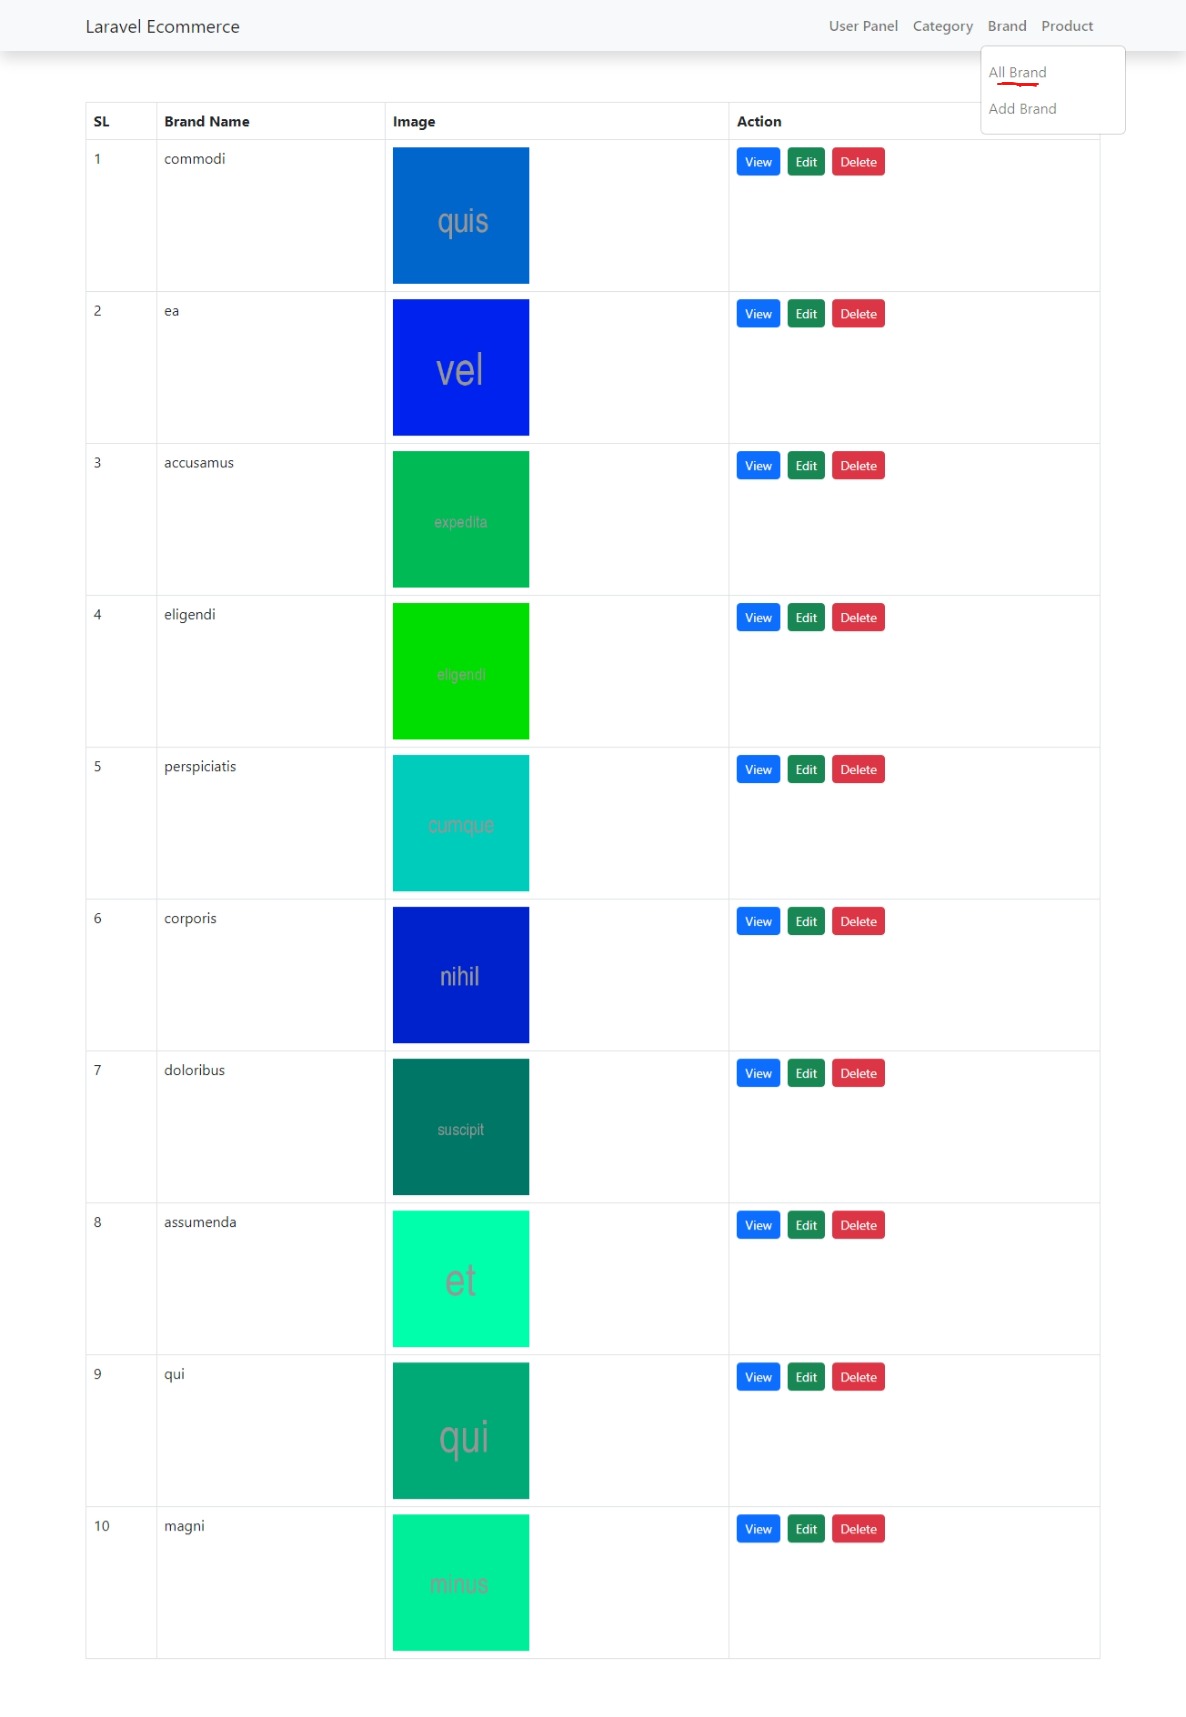 Laravel Ecommerce User Panel Category Brand Product
All Brand
Add Brand
SL Brand Name Image Action
1 commodi View Edit Delete
quis
2 ea View Edit Delete
vel
3 accusamus View Edit Delete
expedita
4 eligendi View Edit Delete
eligendi
5 perspiciatis View Edit Delete
cumque
6 corporis View Edit Delete
nihil
7 doloribus View Edit Delete
suscipit
8 assumenda View Edit Delete
et
9 qui View Edit Delete
qui
10 magni View Edit Delete
minus